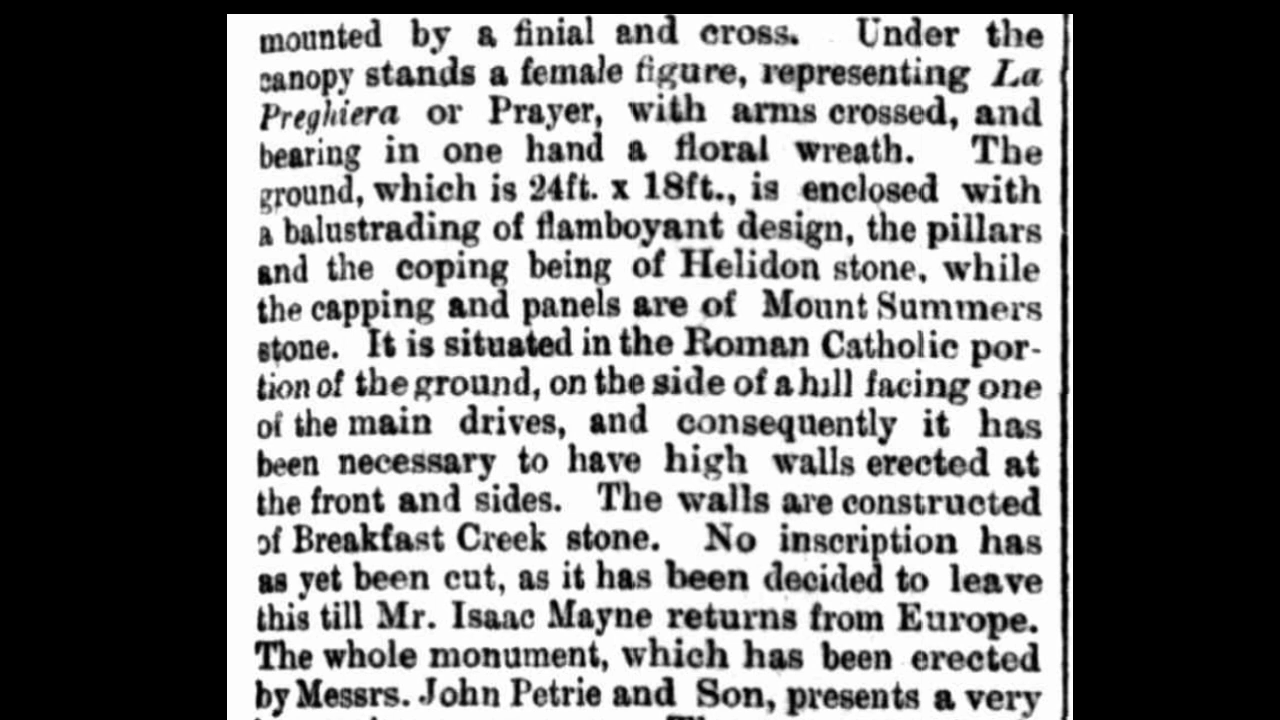 mounted by a finial and cross. Under the
canopy stands a female figure, representing La
Preghiera or Prayer, with arms crossed, and
bearing in one hand a floral wreath. The
ground, which is 24ft. x 18ft., is enclosed with
a balustrading of flamboyant design, the pillars
and the coping being of Helidon stone, while
the capping and panels are of Mount Summers
stone. It is situated in the Roman Catholic por-
tion of the ground, on the side of a hill facing one
of the main drives, and consequently it has
been necessary to have high walls erected at
the front and sides. The walls are constructed
of Breakfast Creek stone. No inscription has
as yet been cut, as it has been decided to leave
this till Mr. Isaac Mayne returns from Europe.
The whole monument, which has been erected
by Messrs. John Petrie and Son, presents a very